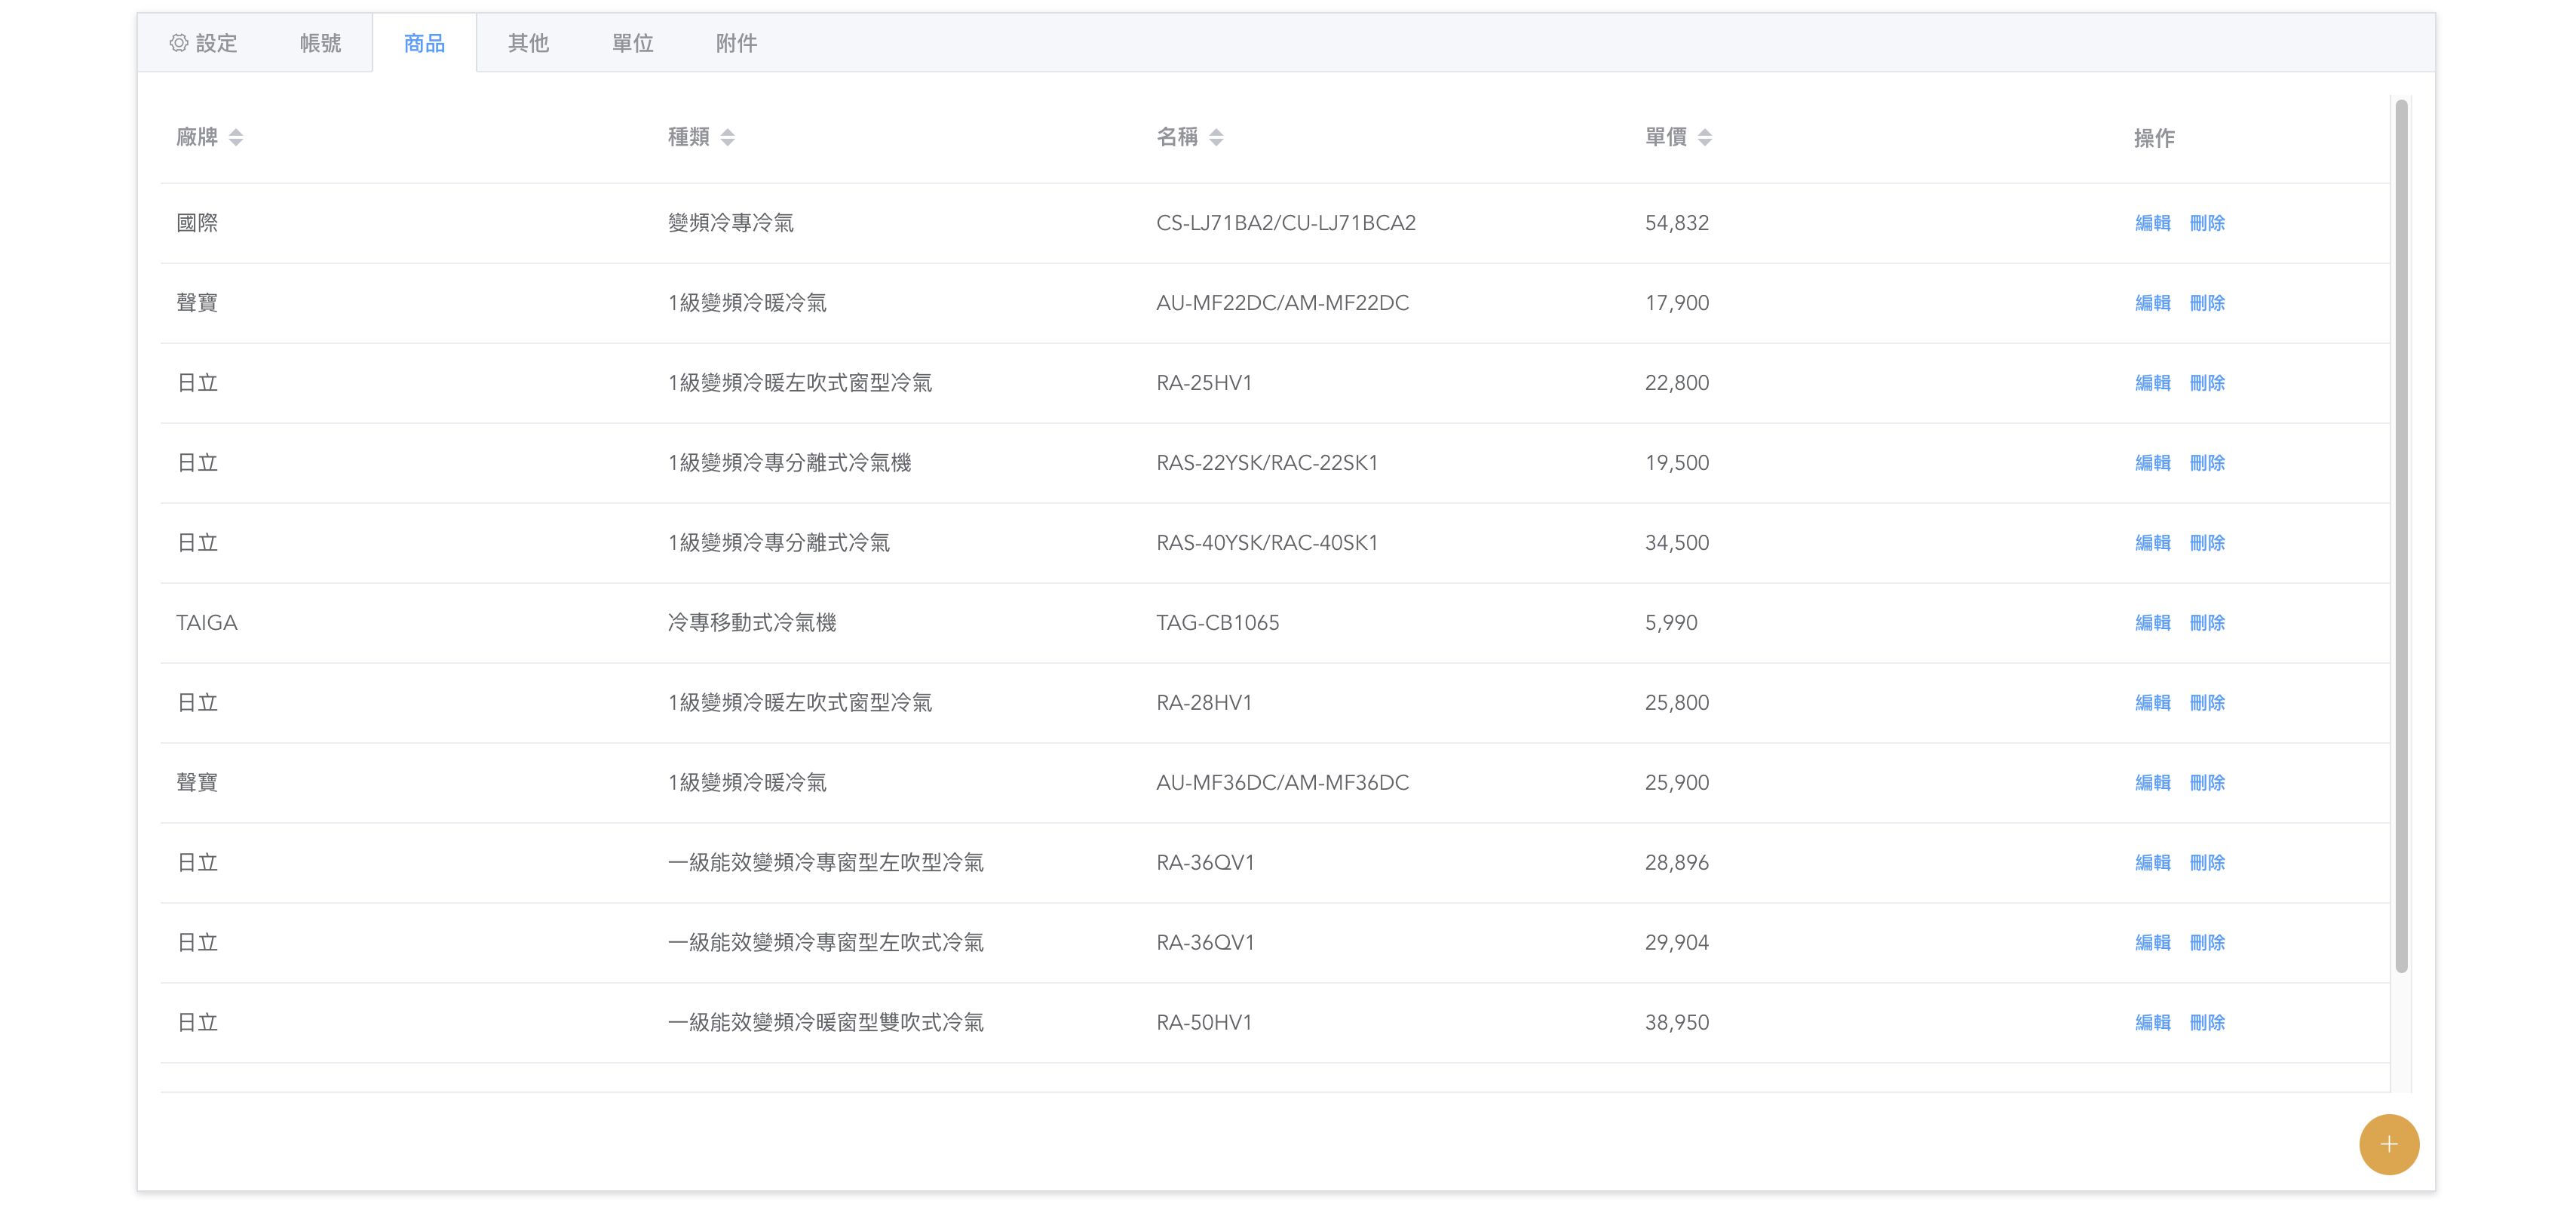 設定 帳號 商品 其他 單位 附件
廠牌 種類 名稱 單價 操作
國際 變頻冷專冷氣 CS-LJ71BA2/CU-LJ71BCA2 54,832 編輯 刪除
聲寶 1級變頻冷暖冷氣 AU-MF22DC/AM-MF22DC 17,900 編輯 刪除
日立 1級變頻冷暖左吹式窗型冷氣 RA-25HV1 22,800 編輯 刪除
日立 1級變頻冷專分離式冷氣機 RAS-22YSK/RAC-22SK1 19,500 編輯 刪除
日立 1級變頻冷專分離式冷氣 RAS-40YSK/RAC-40SK1 34,500 編輯 刪除
TAIGA 冷專移動式冷氣機 TAG-CB1065 5,990 編輯 刪除
日立 1級變頻冷暖左吹式窗型冷氣 RA-28HV1 25,800 編輯 刪除
聲寶 1級變頻冷暖冷氣 AU-MF36DC/AM-MF36DC 25,900 編輯 刪除
日立 一級能效變頻冷專窗型左吹型冷氣 RA-36QV1 28,896 編輯 刪除
日立 一級能效變頻冷專窗型左吹式冷氣 RA-36QV1 29,904 編輯 刪除
日立 一級能效變頻冷暖窗型雙吹式冷氣 RA-50HV1 38,950 編輯 刪除